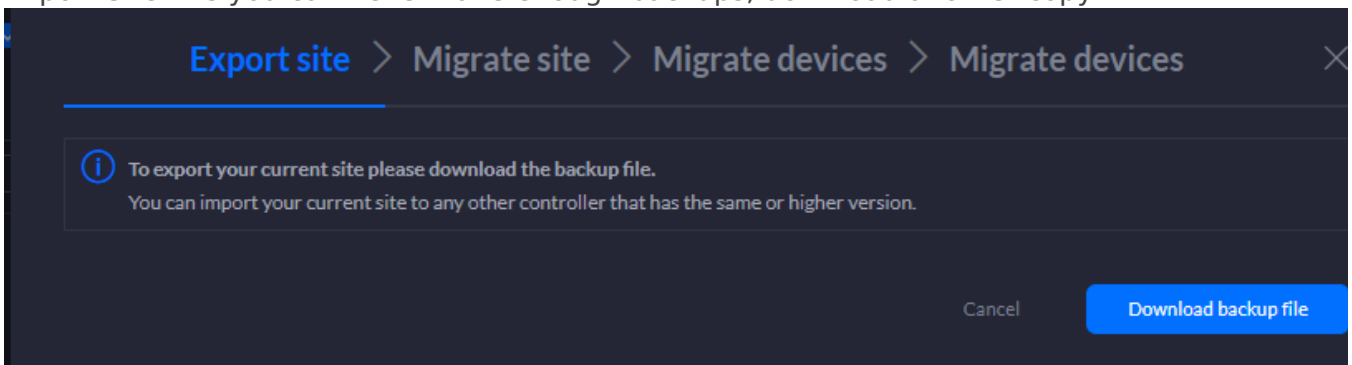 Export site > Migrate site > Migrate devices > Migrate devices
To export your current site please download the backup file.
You can import your current site to any other controller that has the same or higher version.
Cancel
Download backup file